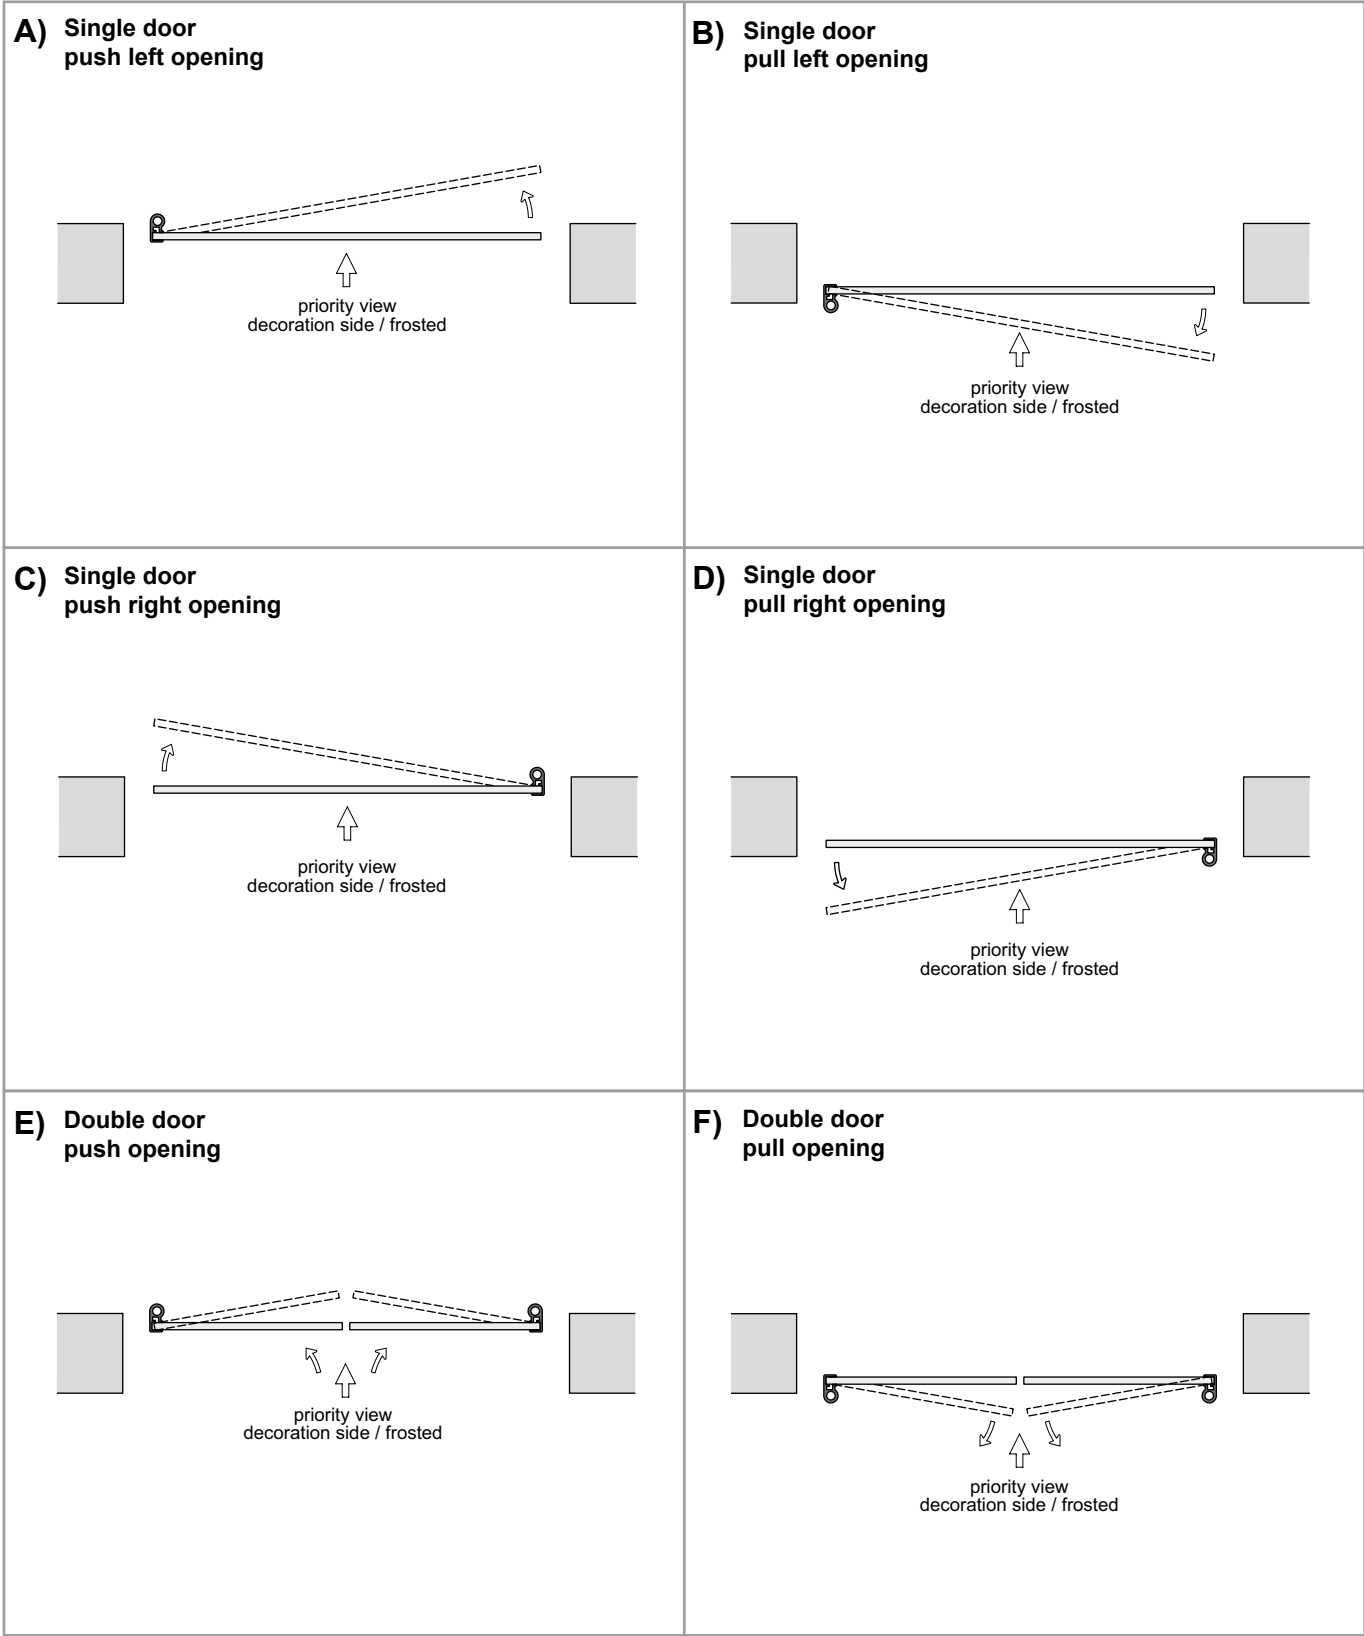 A) Single door
push left opening
priority view
decoration side / frosted
B) Single door
pull left opening
priority view
decoration side / frosted
C) Single door
push right opening
priority view
decoration side / frosted
D) Single door
pull right opening
priority view
decoration side / frosted
E) Double door
push opening
priority view
decoration side / frosted
F) Double door
pull opening
priority view
decoration side / frosted